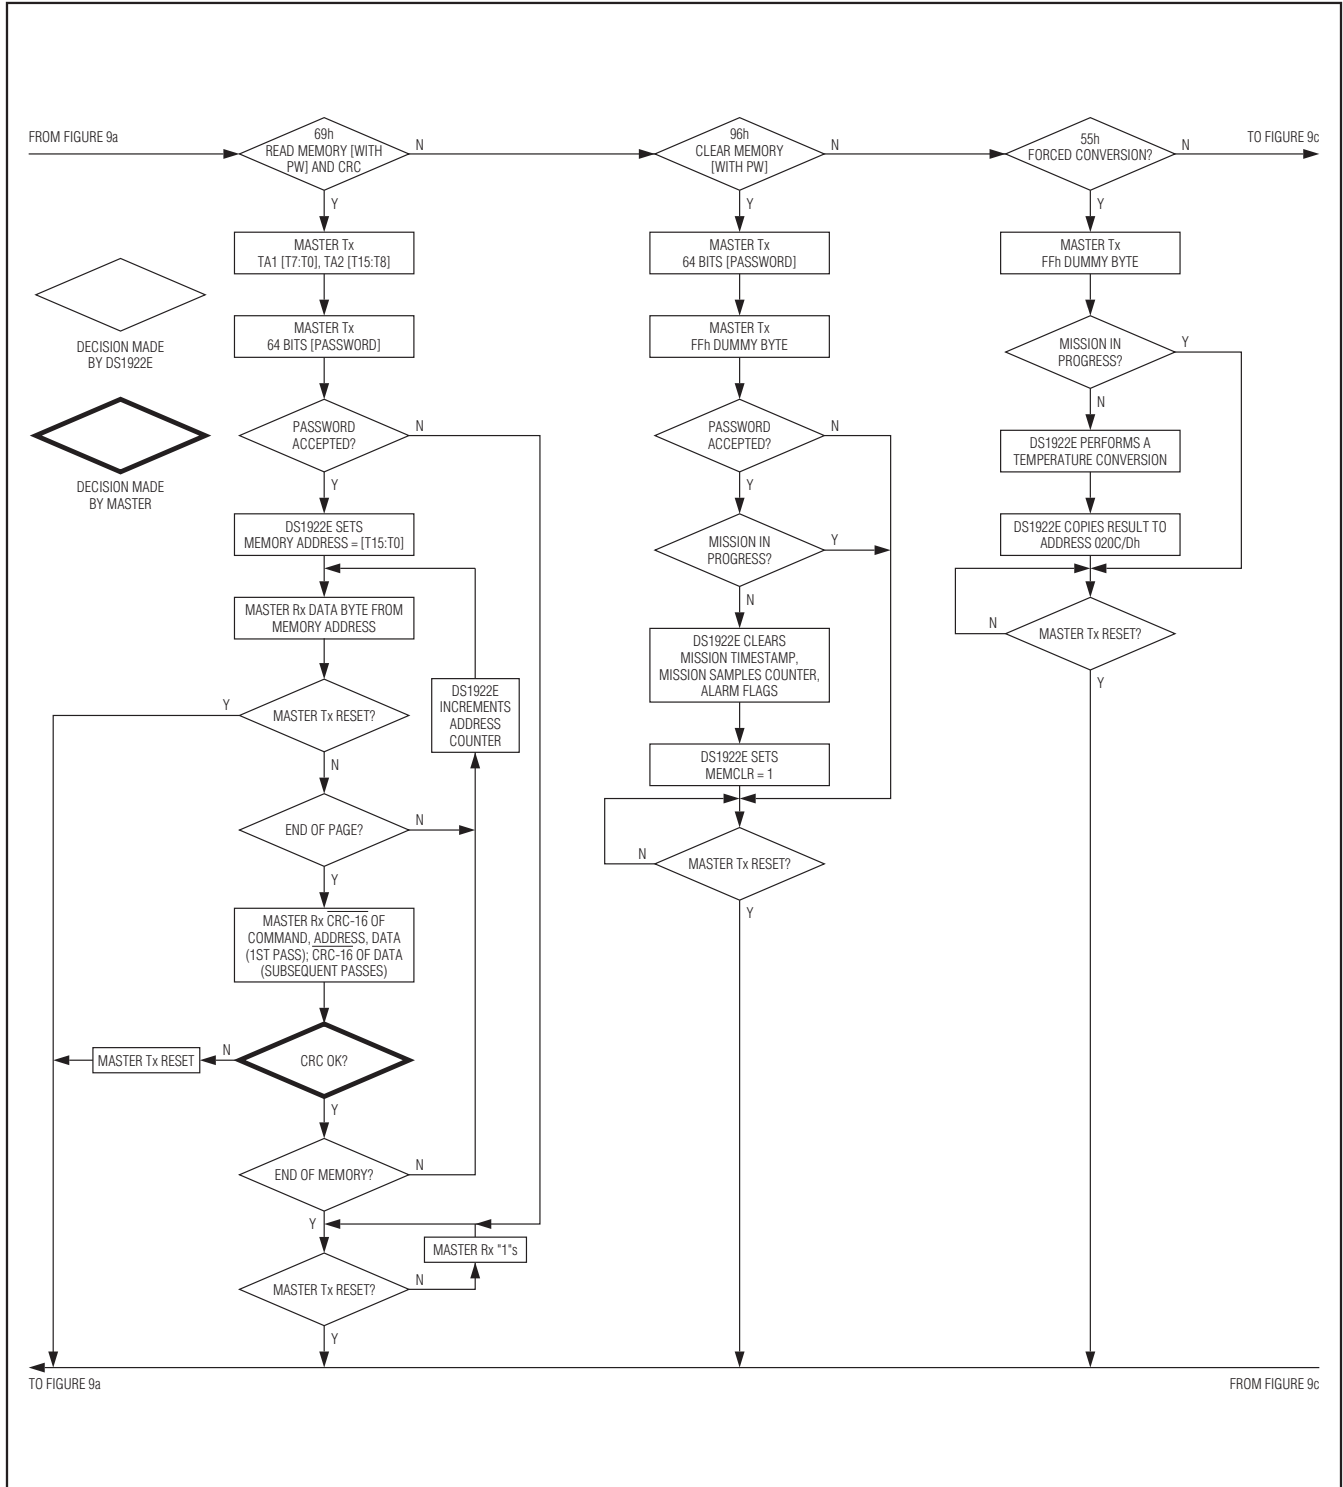 FROM FIGURE 9a
69h
READ MEMORY [WITH
PW] AND CRC
N
Y
MASTER Tx
TA1 [T7:T0], TA2 [T15:T8]
MASTER Tx
64 BITS [PASSWORD]
PASSWORD
ACCEPTED?
N
Y
DS1922E SETS
MEMORY ADDRESS = [T15:T0]
MASTER Rx DATA BYTE FROM
MEMORY ADDRESS
MASTER Tx RESET?
Y
N
DS1922E
INCREMENTS
ADDRESS
COUNTER
END OF PAGE?
N
Y
MASTER Rx CRC-16 OF
COMMAND, ADDRESS, DATA
(1ST PASS); CRC-16 OF DATA
(SUBSEQUENT PASSES)
CRC OK?
N
MASTER Tx RESET
Y
END OF MEMORY?
N
Y
MASTER Rx "1"s
MASTER Tx RESET?
N
Y
DECISION MADE
BY DS1922E
DECISION MADE
BY MASTER
96h
CLEAR MEMORY
[WITH PW]
N
Y
MASTER Tx
64 BITS [PASSWORD]
MASTER Tx
FFh DUMMY BYTE
PASSWORD
ACCEPTED?
N
Y
MISSION IN
PROGRESS?
Y
N
DS1922E CLEARS
MISSION TIMESTAMP,
MISSION SAMPLES COUNTER,
ALARM FLAGS
DS1922E SETS
MEMCLR = 1
MASTER Tx RESET?
N
Y
55h
FORCED CONVERSION?
N
TO FIGURE 9c
Y
MASTER Tx
FFh DUMMY BYTE
MISSION IN
PROGRESS?
Y
N
DS1922E PERFORMS A
TEMPERATURE CONVERSION
DS1922E COPIES RESULT TO
ADDRESS 020C/Dh
MASTER Tx RESET?
N
Y
TO FIGURE 9a
FROM FIGURE 9c